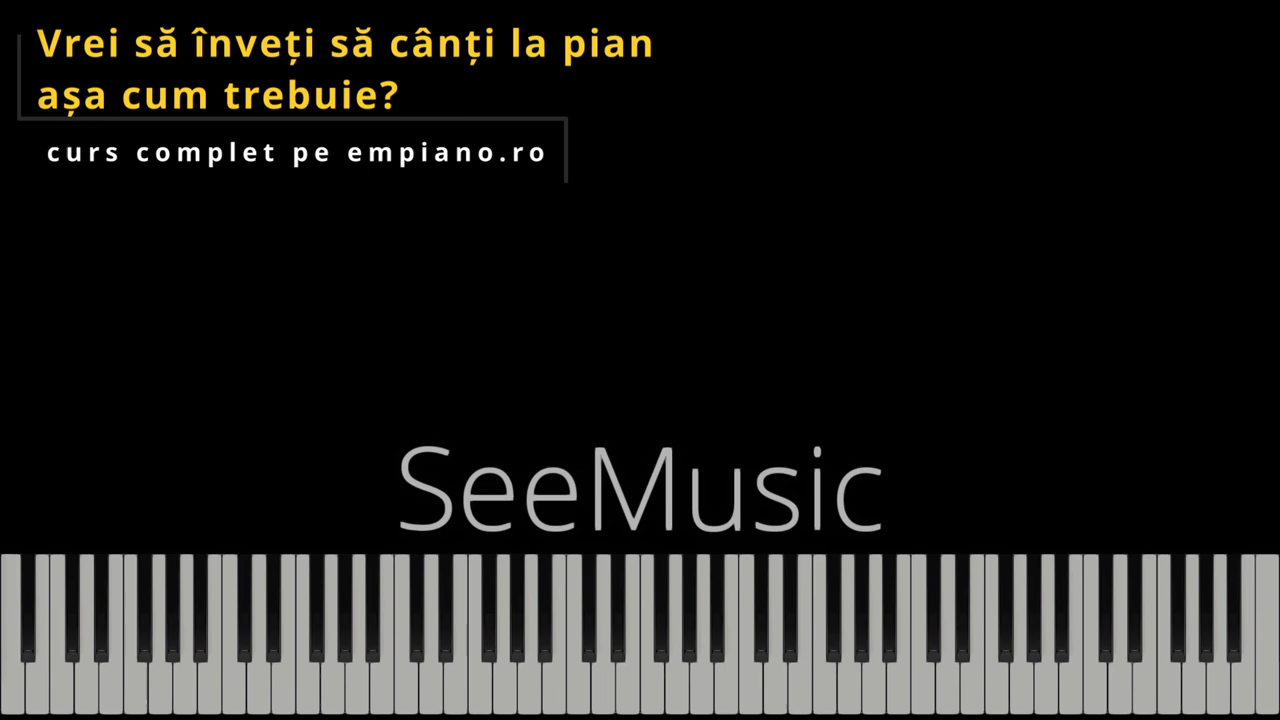 Vrei să înveți să cânți la pian
așa cum trebuie?
curs complet pe empiano.ro
SeeMusic